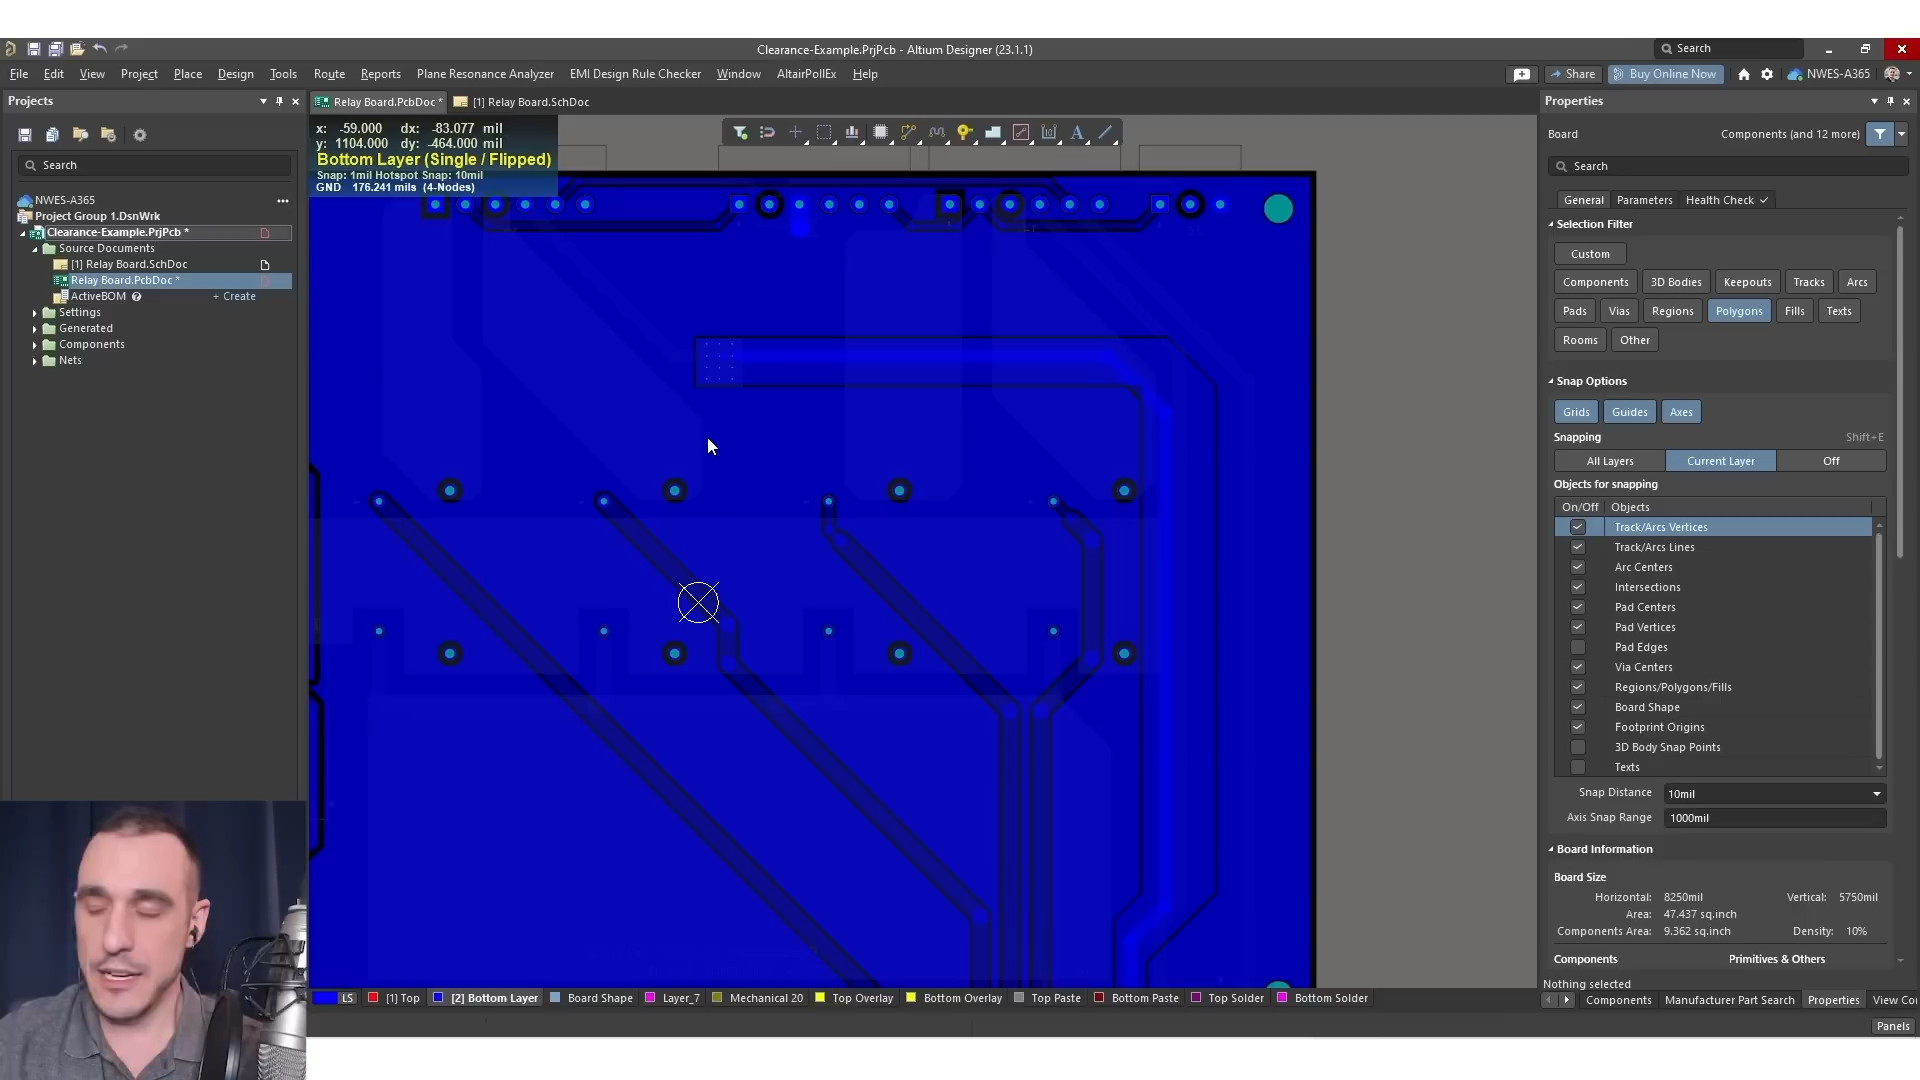 Clearance-Example.PrjPcb - Altium Designer (23.1.1)
Search
File Edit View Project Place Design Tools Route Reports Plane Resonance Analyzer EMI Design Rule Checker Window AltairPollEx Help
Share Buy Online Now NWES-A365
Projects
Relay Board.PcbDoc * [1] Relay Board.SchDoc
Search
NWES-A365
Project Group 1.DsnWrk
Clearance-Example.PrjPcb *
Source Documents
[1] Relay Board.SchDoc
Relay Board.PcbDoc *
ActiveBOM + Create
Settings
Generated
Components
Nets
x: -59.000 dx: -83.077 mil
y: 1104.000 dy: -464.000 mil
Bottom Layer (Single / Flipped)
Snap: 1mil Hotspot Snap: 10mil
GND 176.241 mils (4-Nodes)
Properties
Board Components (and 12 more)
Search
General Parameters Health Check
Selection Filter
Custom
Components 3D Bodies Keepouts Tracks Arcs
Pads Vias Regions Polygons Fills Texts
Rooms Other
Snap Options
Grids Guides Axes
Snapping Shift+E
All Layers Current Layer Off
Objects for snapping
On/Off Objects
Track/Arcs Vertices
Track/Arcs Lines
Arc Centers
Intersections
Pad Centers
Pad Vertices
Pad Edges
Via Centers
Regions/Polygons/Fills
Board Shape
Footprint Origins
3D Body Snap Points
Texts
Snap Distance 10mil
Axis Snap Range 1000mil
Board Information
Board Size
Horizontal: 8250mil Vertical: 5750mil
Area: 47.437 sq.inch
Components Area: 9.362 sq.inch Density: 10%
Components Primitives & Others
Nothing selected
Components Manufacturer Part Search Properties View Co
LS [1] Top [2] Bottom Layer Board Shape Layer_7 Mechanical 20 Top Overlay Bottom Overlay Top Paste Bottom Paste Top Solder Bottom Solder
Panels